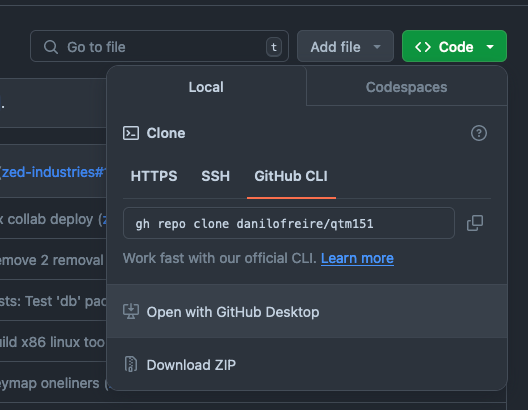 Go to file
t
Add file
Code
Local
Codespaces
.
Clone
(zed-industries#
HTTPS
SSH
GitHub CLI
x collab deploy (z
gh repo clone danilofreire/qtm151
emove 2 removal
Work fast with our official CLI. Learn more
sts: Test 'db' pac
Open with GitHub Desktop
uild x86 linux too
Download ZIP
eymap oneliners (